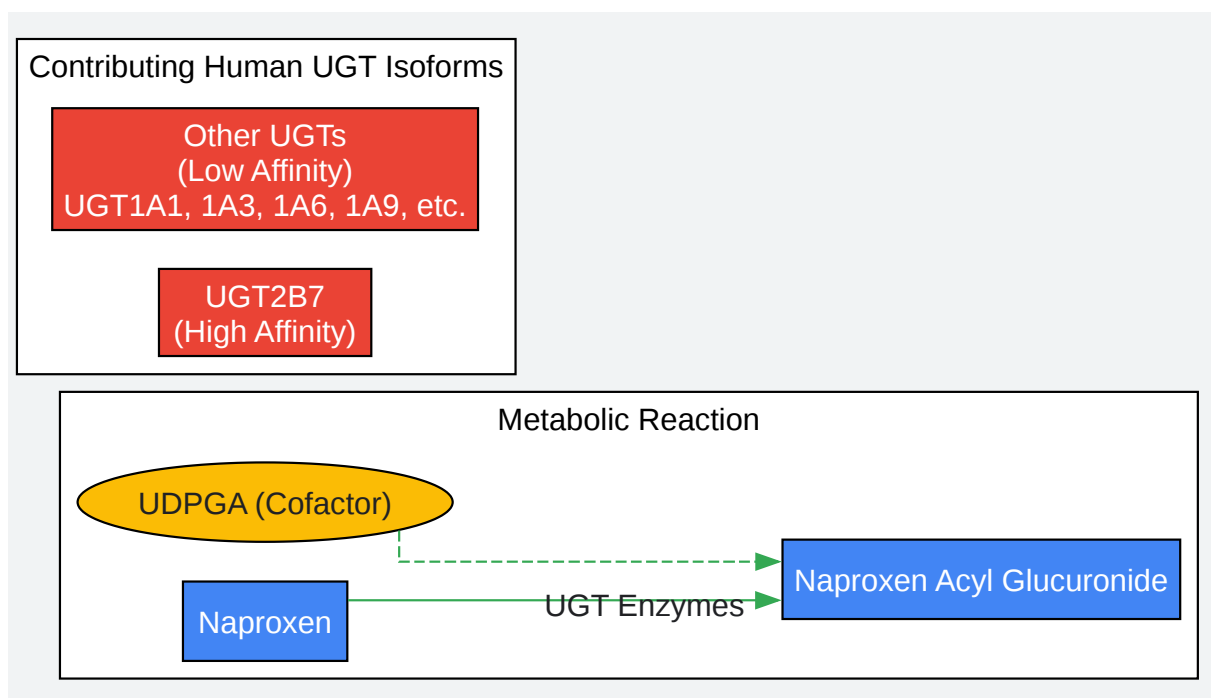 Contributing Human UGT Isoforms
Other UGTs
(Low Affinity)
UGT1A1, 1A3, 1A6, 1A9, etc.
UGT2B7
(High Affinity)
Metabolic Reaction
UDPGA (Cofactor)
Naproxen
UGT Enzymes
Naproxen Acyl Glucuronide